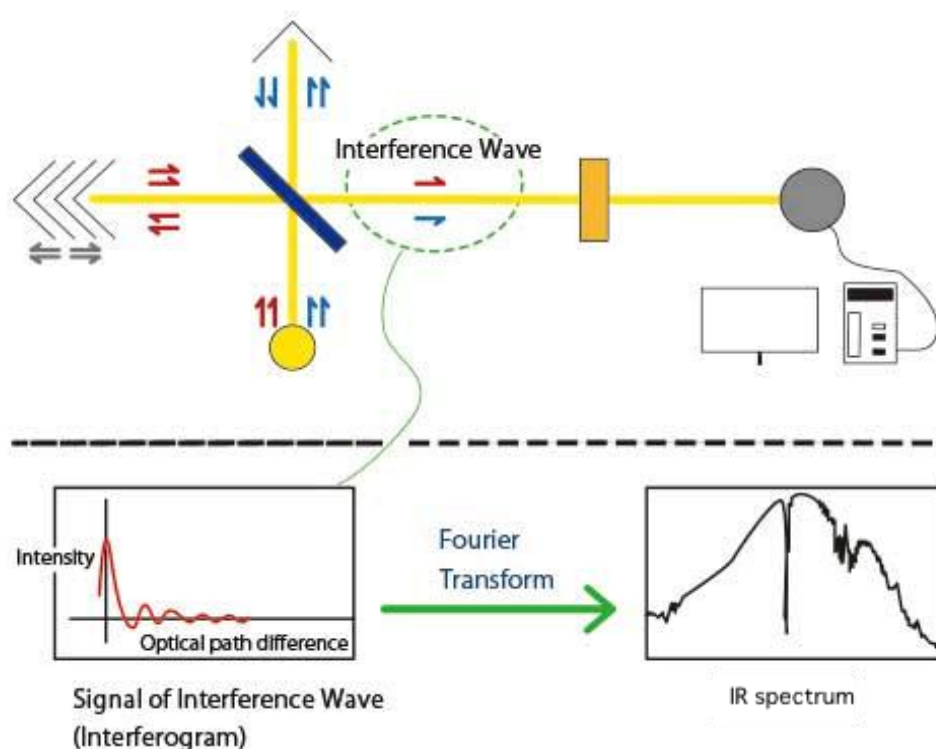 Interference Wave
Intensity
Optical path difference
Fourier
Transform
Signal of Interference Wave
(Interferogram)
IR spectrum